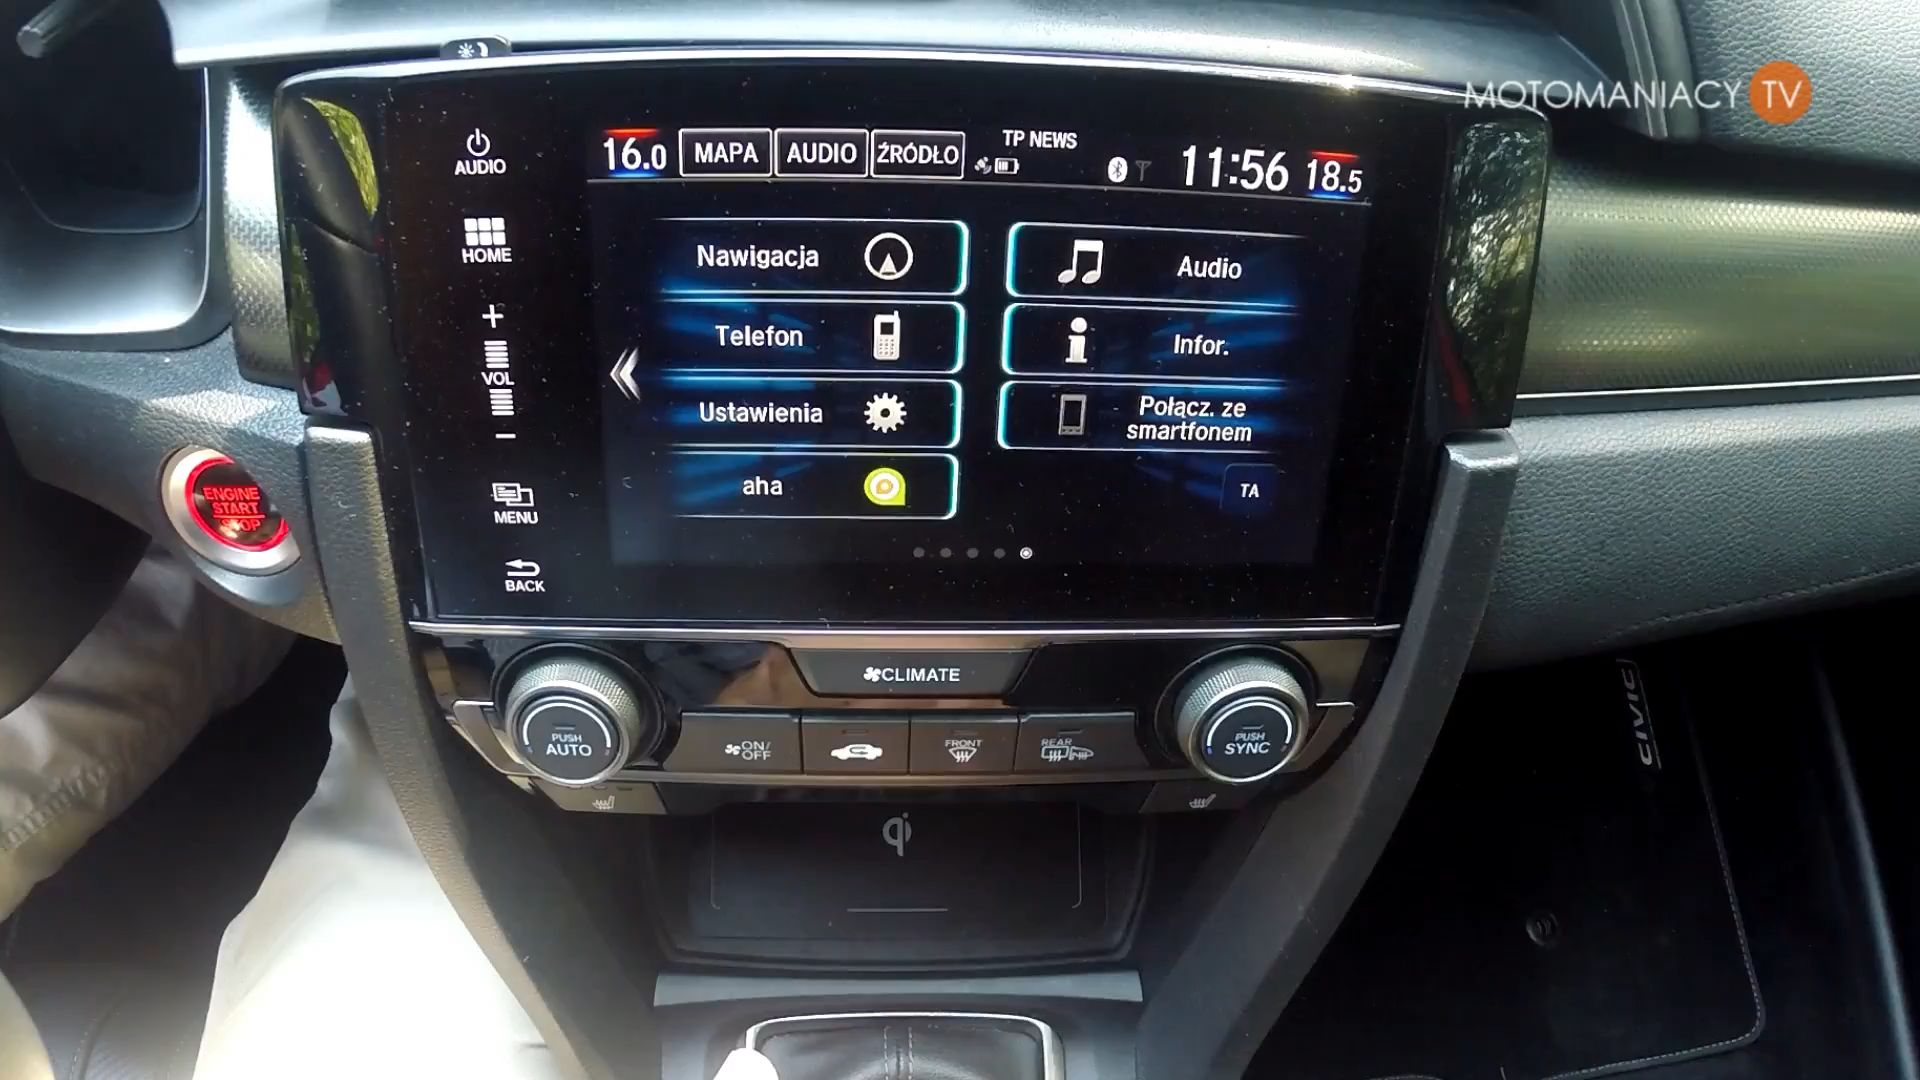 MOTOMANIACY TV
AUDIO
HOME
+
VOL
-
MENU
BACK
16.0
MAPA
AUDIO
ŹRÓDŁO
TP NEWS
11:56
18.5
Nawigacja
Audio
Telefon
Infor.
Ustawienia
Połącz. ze
smartfonem
aha
TA
ENGINE
START
STOP
CLIMATE
PUSH
AUTO
ON/
OFF
FRONT
REAR
PUSH
SYNC
qi
CIVIC